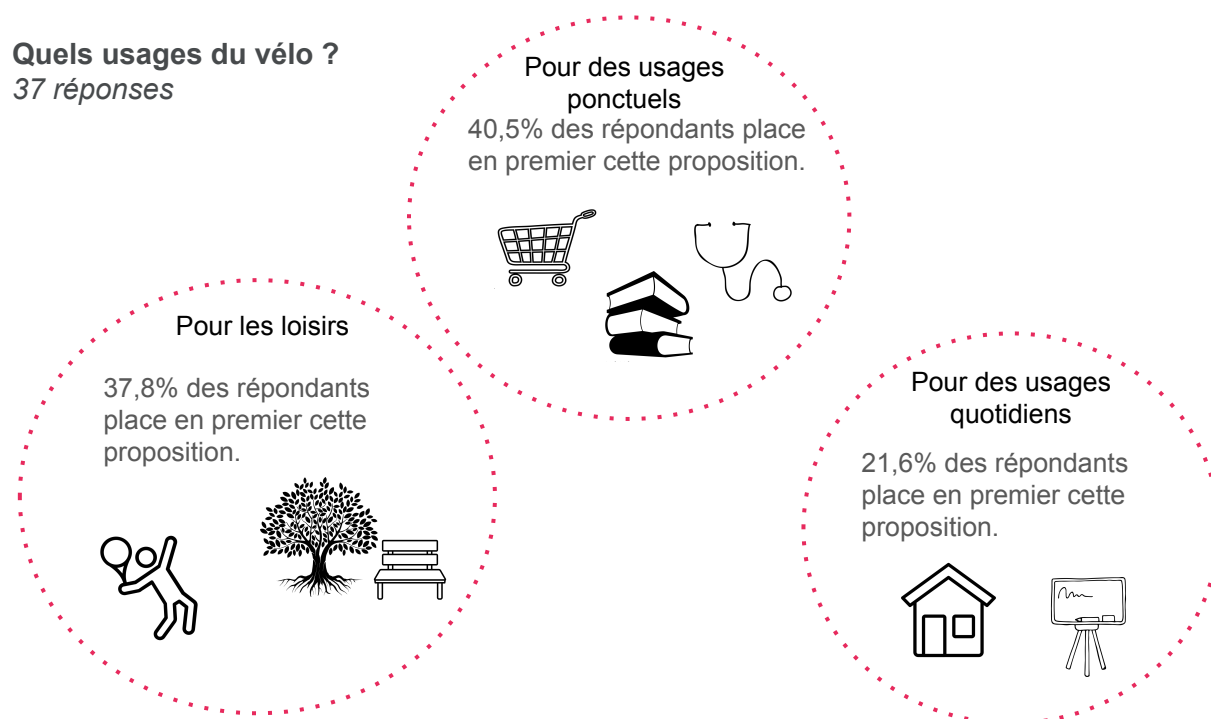 Quels usages du vélo ?
37 réponses
Pour des usages
ponctuels
40,5% des répondants place
en premier cette proposition.
Pour les loisirs
37,8% des répondants
place en premier cette
proposition.
Pour des usages
quotidiens
21,6% des répondants
place en premier cette
proposition.